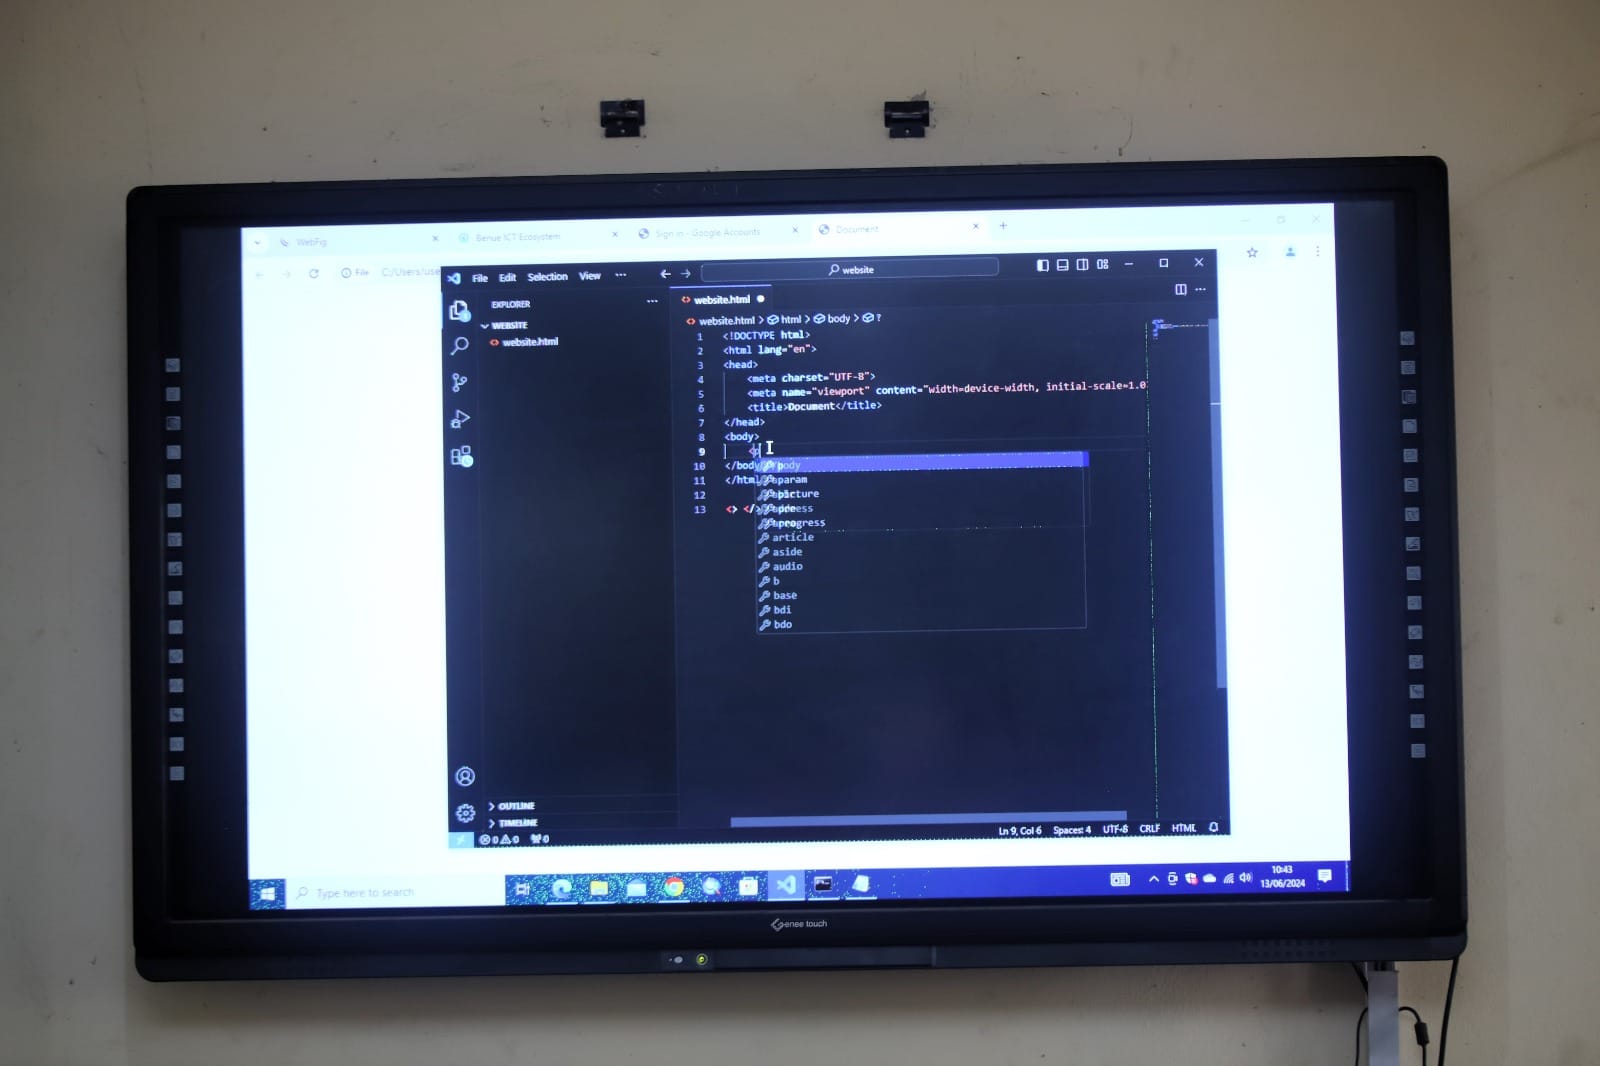 WebFig
Benue ICT Ecosystem
Sign in - Google Accounts
Document
File C:/Users/use
File Edit Selection View
website
EXPLORER
website.html
WEBSITE
website.html
website.html > html > body > ?
1 <!DOCTYPE html>
2 <html lang="en">
3 <head>
4 <meta charset="UTF-8">
5 <meta name="viewport" content="width=device-width, initial-scale=1.0
6 <title>Document</title>
7 </head>
8 <body>
9 <p
10 </body
11 </html
12
13 <> </>
param
picture
progress
article
aside
audio
b
base
bdi
bdo
OUTLINE
TIMELINE
0 0 0
Ln 9, Col 6 Spaces: 4 UTF-8 CRLF HTML
Type here to search
10:43
13/06/2024
Genee touch